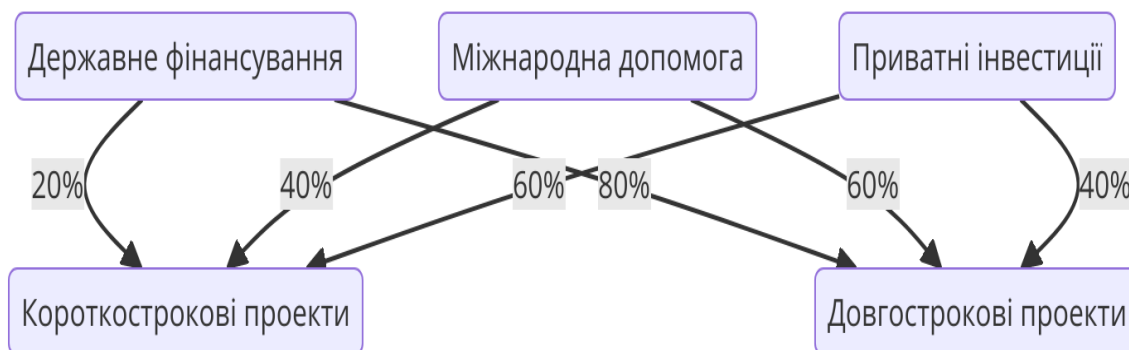 Державне фінансування
Міжнародна допомога
Приватні інвестиції
20%
40%
60%
80%
60%
40%
Короткострокові проекти
Довгострокові проекти